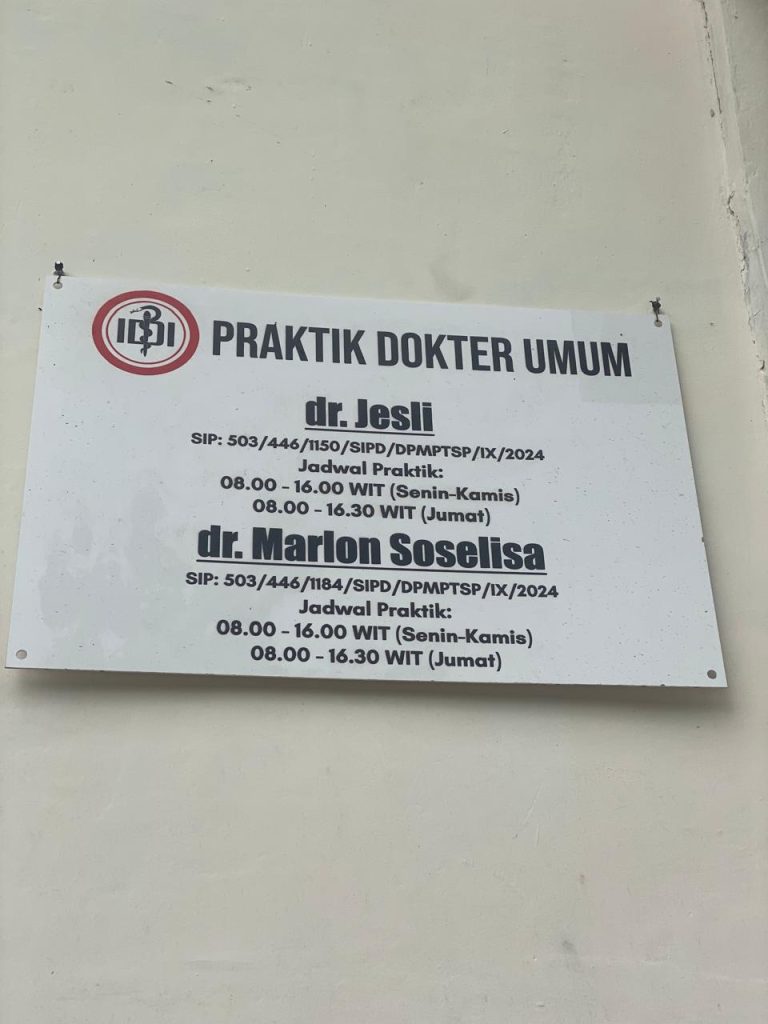 IDI PRAKTIK DOKTER UMUM
dr. Jesli
SIP: 503/446/1150/SIPD/DPMPTSP/IX/2024
Jadwal Praktik:
08.00 - 16.00 WIT (Senin-Kamis)
08.00 - 16.30 WIT (Jumat)
dr. Marlon Soselisa
SIP: 503/446/1184/SIPD/DPMPTSP/IX/2024
Jadwal Praktik:
08.00 - 16.00 WIT (Senin-Kamis)
08.00 - 16.30 WIT (Jumat)